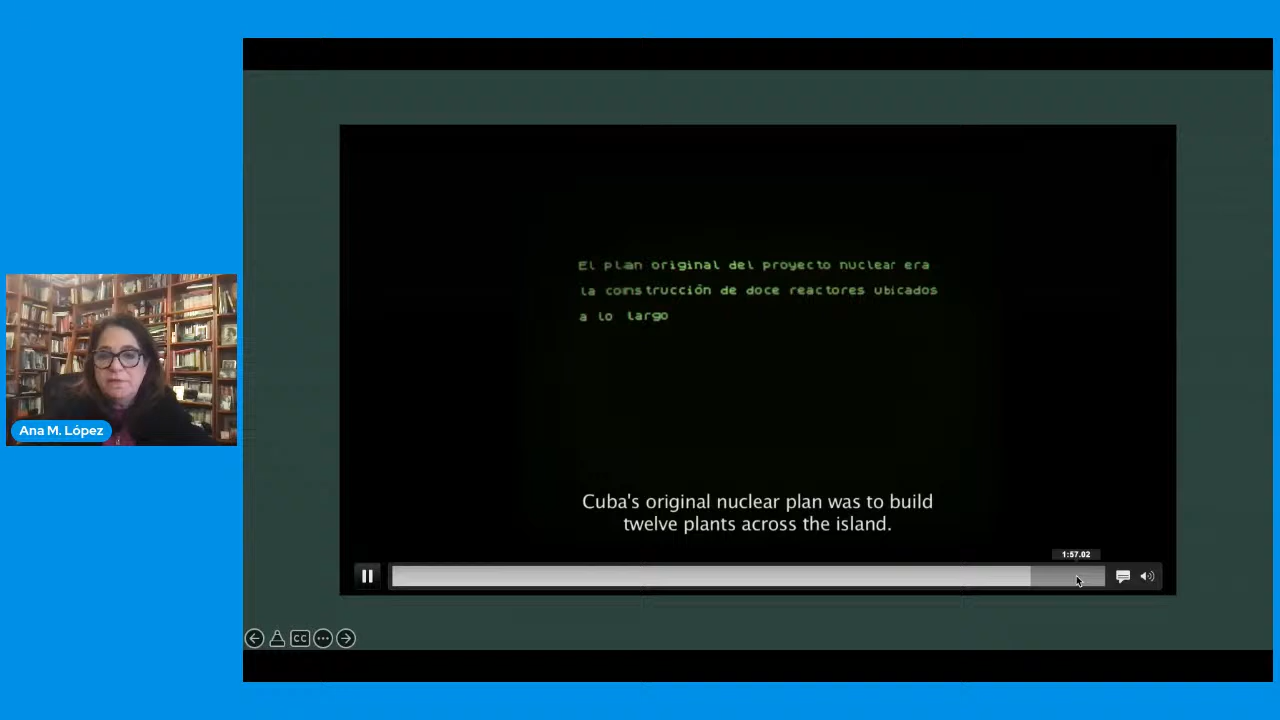 El plan original del proyecto nuclear era
la construcción de doce reactores ubicados
a lo largo
Cuba's original nuclear plan was to build
twelve plants across the island.
1:57.02
Ana M. López
CC